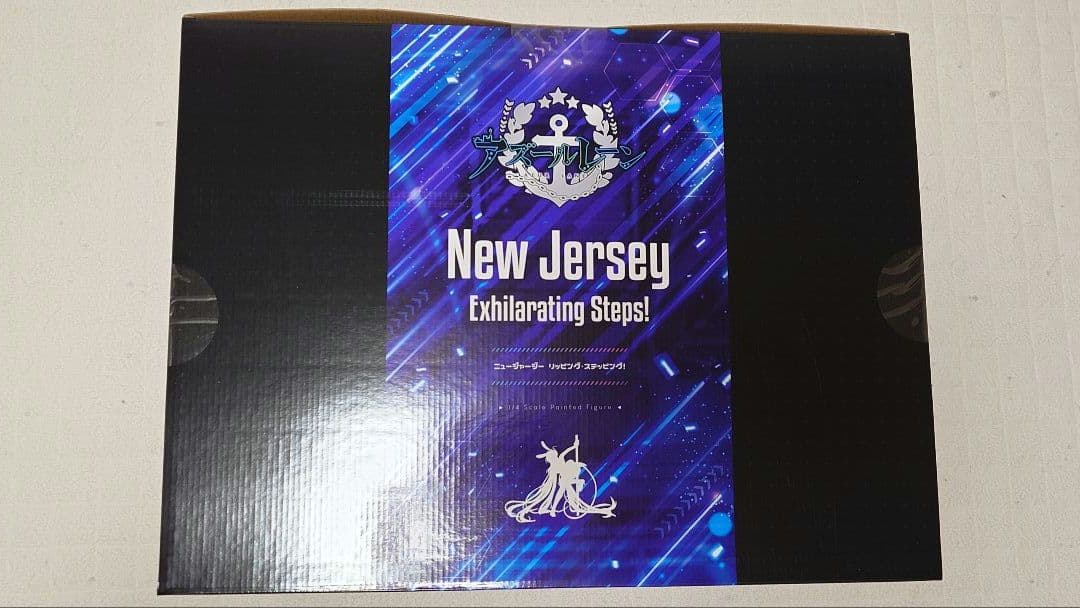 アズールレーン
New Jersey
Exhilarating Steps!
ニュージャージー リッピング・ステッピング!
1/4 Scale Painted Figure